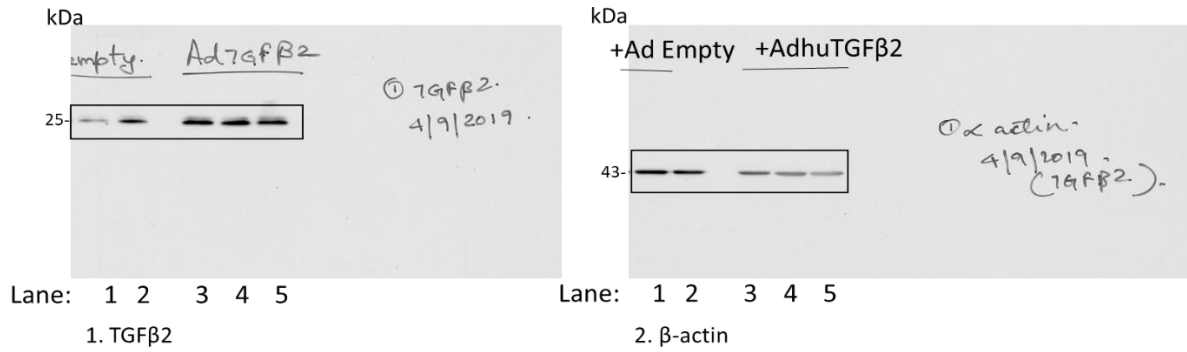 kDa
empty. AdTGFβ2
① TGFβ2.
4/9/2019.
25-
Lane: 1 2 3 4 5
1. TGFβ2
kDa
+Ad Empty +AdhuTGFβ2
① α actin.
4/9/2019.
(TGFβ2).
43-
Lane: 1 2 3 4 5
2. β-actin